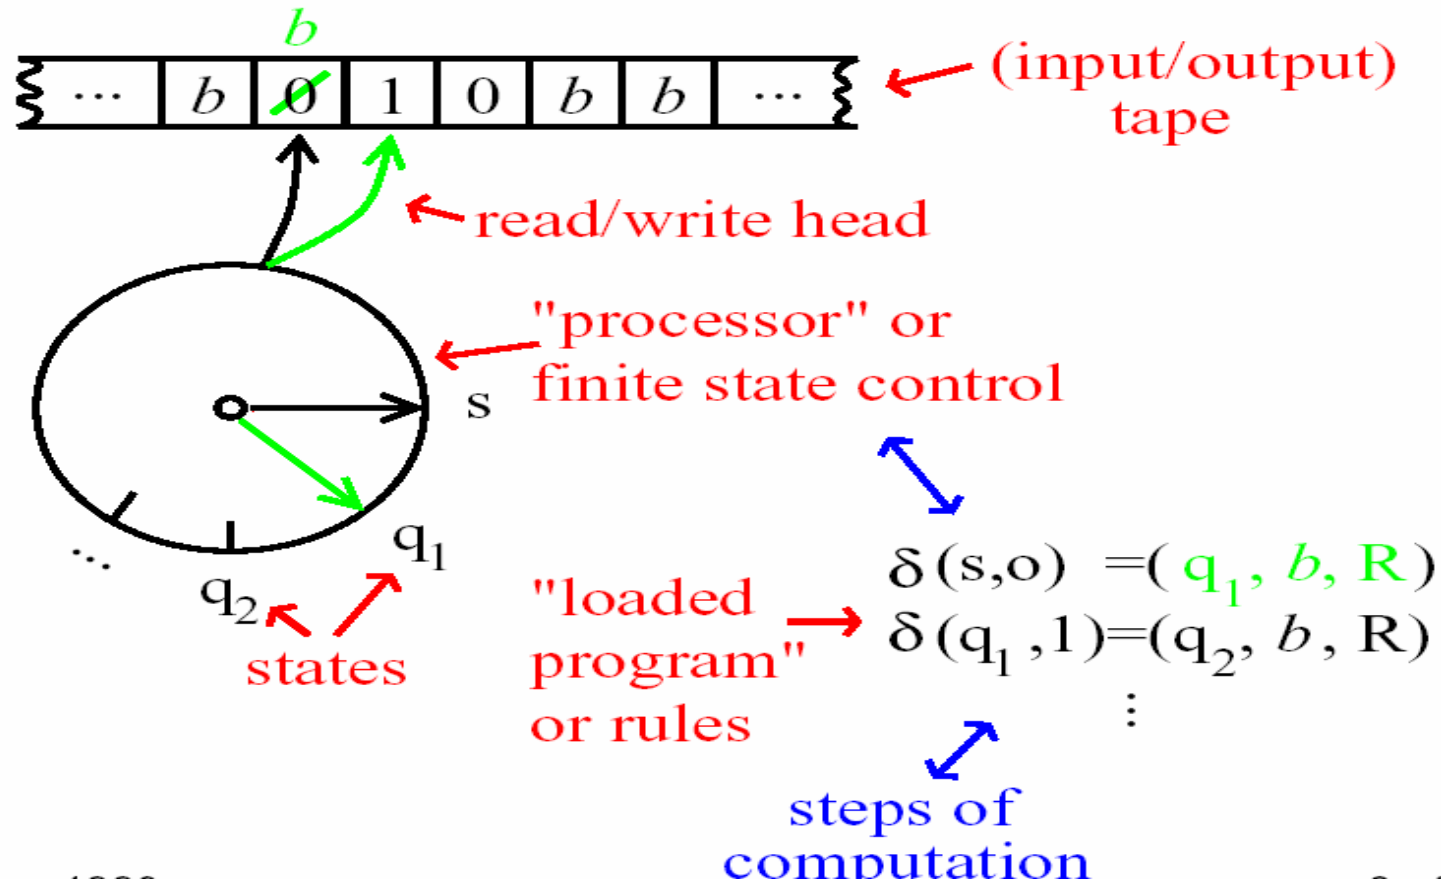 b
... b 0 1 0 b b ...
(input/output)
tape
read/write head
"processor" or
finite state control
s
q1
...
q2
states
"loaded
program"
or rules
δ(s,o) =( q1, b, R)
δ(q1 ,1)=(q2, b, R)
⋮
steps of
computation